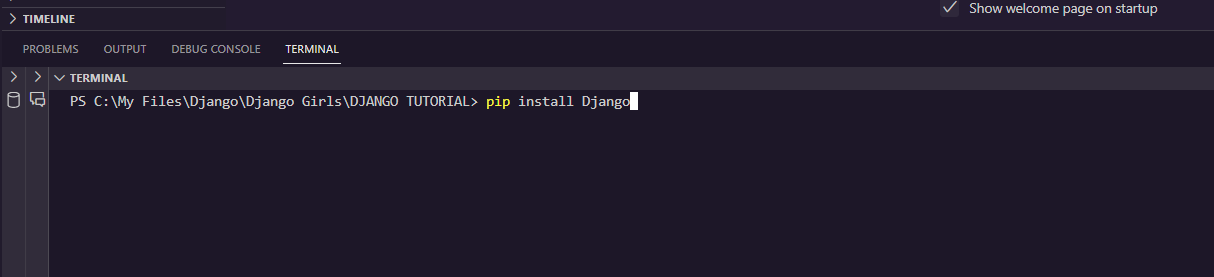 TIMELINE
Show welcome page on startup
PROBLEMS OUTPUT DEBUG CONSOLE TERMINAL
TERMINAL
PS C:\My Files\Django\Django Girls\DJANGO TUTORIAL> pip install Django